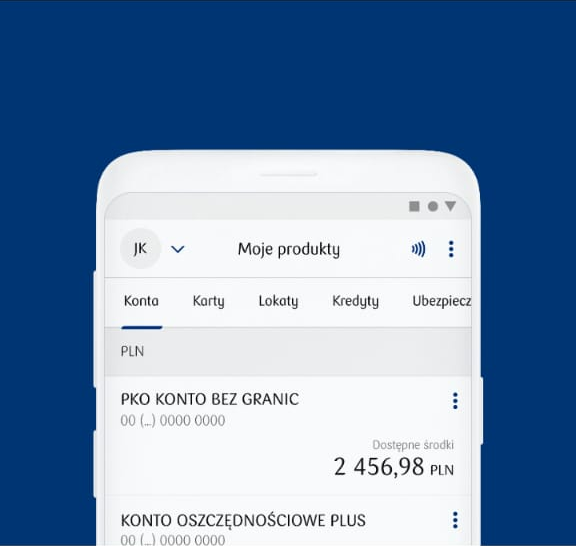 JK Moje produkty
Konta Karty Lokaty Kredyty Ubezpiecz
PLN
PKO KONTO BEZ GRANIC
00 (...) 0000 0000
Dostępne środki
2 456,98 PLN
KONTO OSZCZĘDNOŚCIOWE PLUS
00 (...) 0000 0000